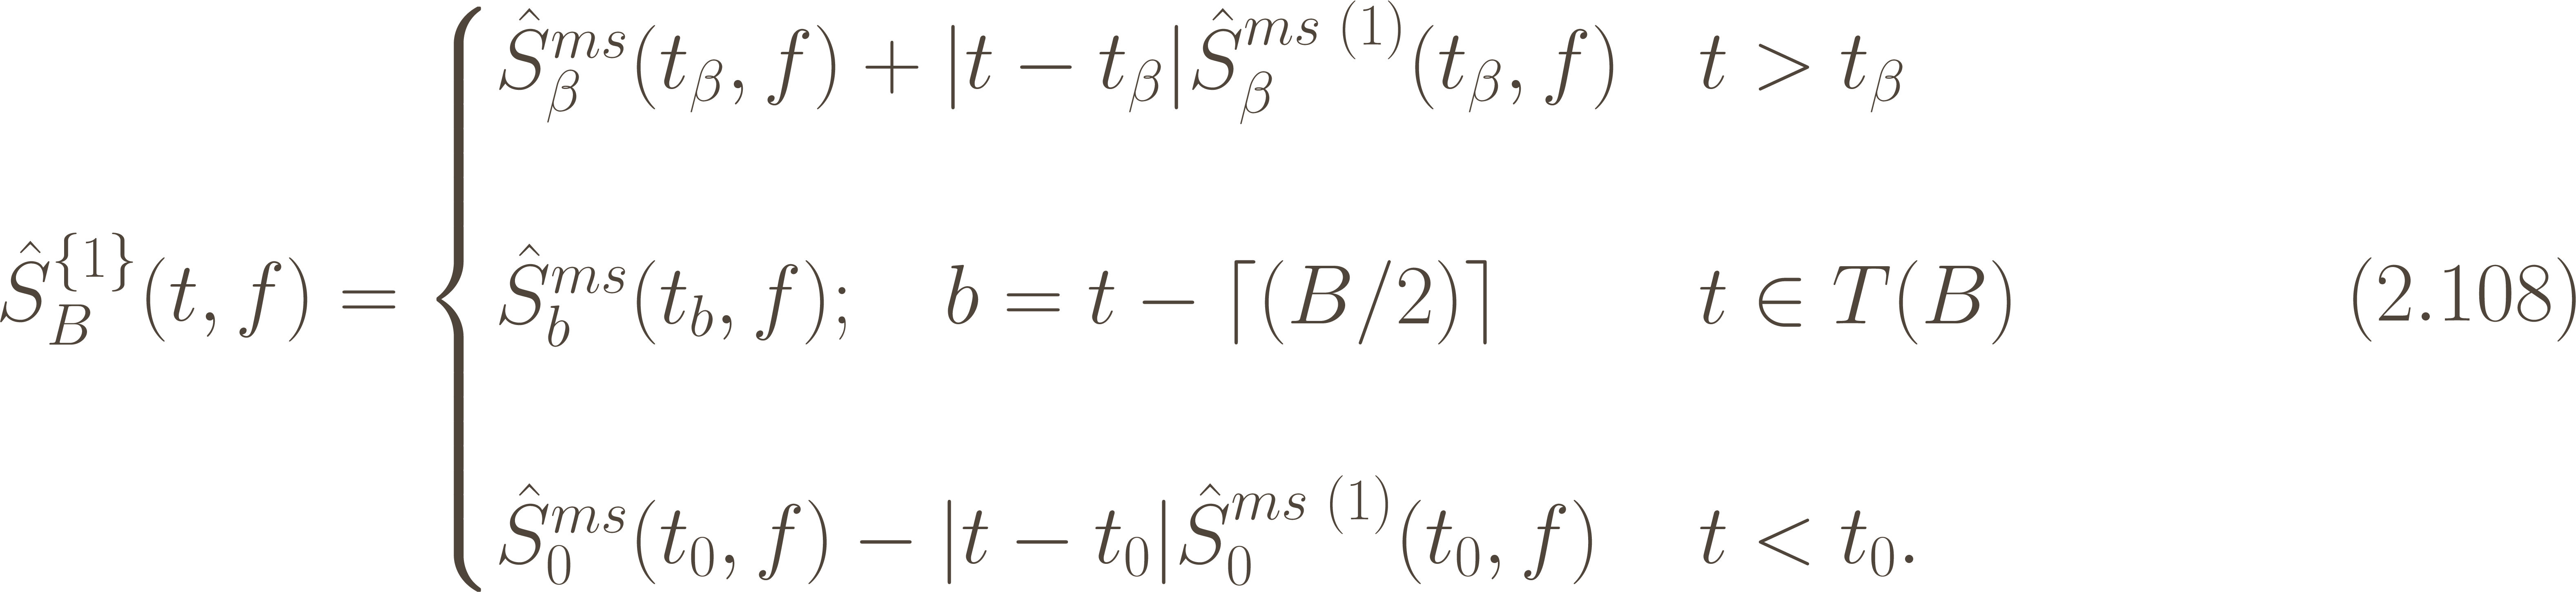 \hat{S}_B^{\{1\}}(t, f) = \begin{cases} \hat{S}_\beta^{ms}(t_\beta, f) + |t - t_\beta| \hat{S}_\beta^{ms\ (1)}(t_\beta, f) & t > t_\beta \\ \hat{S}_b^{ms}(t_b, f); \quad b = t - \lceil (B/2) \rceil & t \in T(B) \\ \hat{S}_0^{ms}(t_0, f) - |t - t_0| \hat{S}_0^{ms\ (1)}(t_0, f) & t < t_0. \end{cases} (2.108)